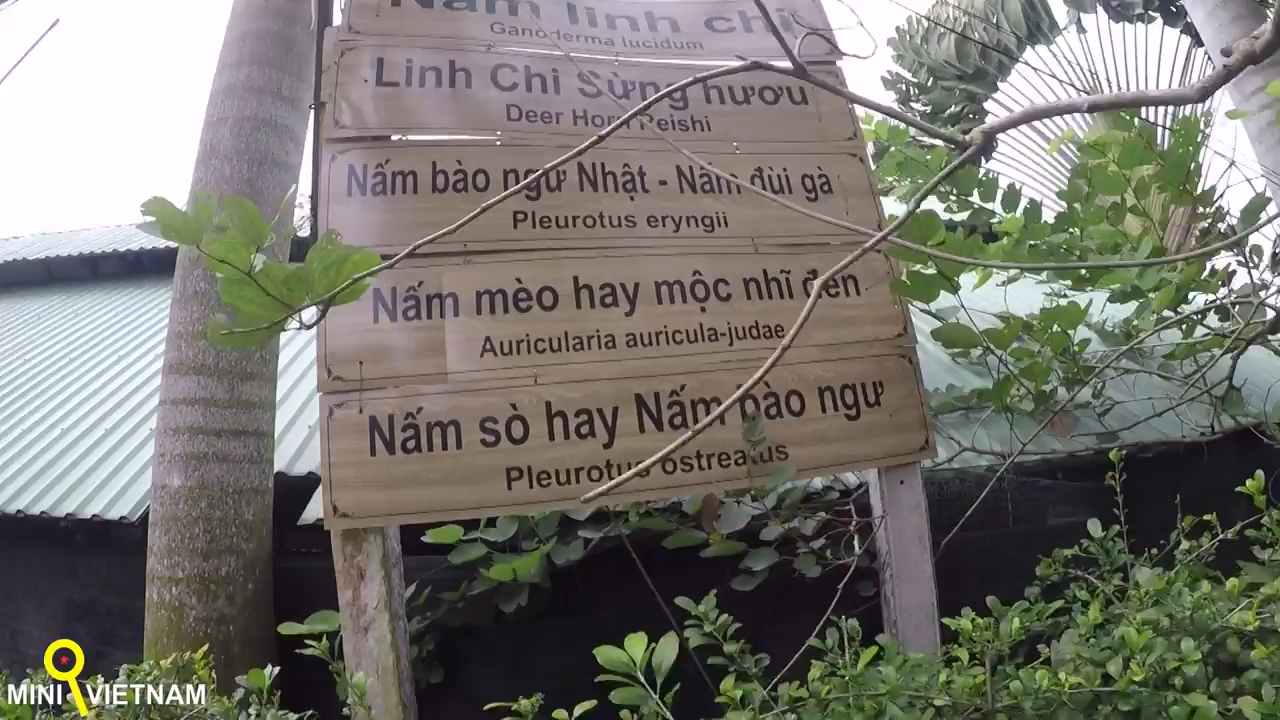 Nấm linh chi
Ganoderma lucidum
Linh Chi Sừng hươu
Deer Horn Reishi
Nấm bào ngư Nhật - Nấm đùi gà
Pleurotus eryngii
Nấm mèo hay mộc nhĩ đen
Auricularia auricula-judae
Nấm sò hay Nấm bào ngư
Pleurotus ostreatus
MINI VIETNAM